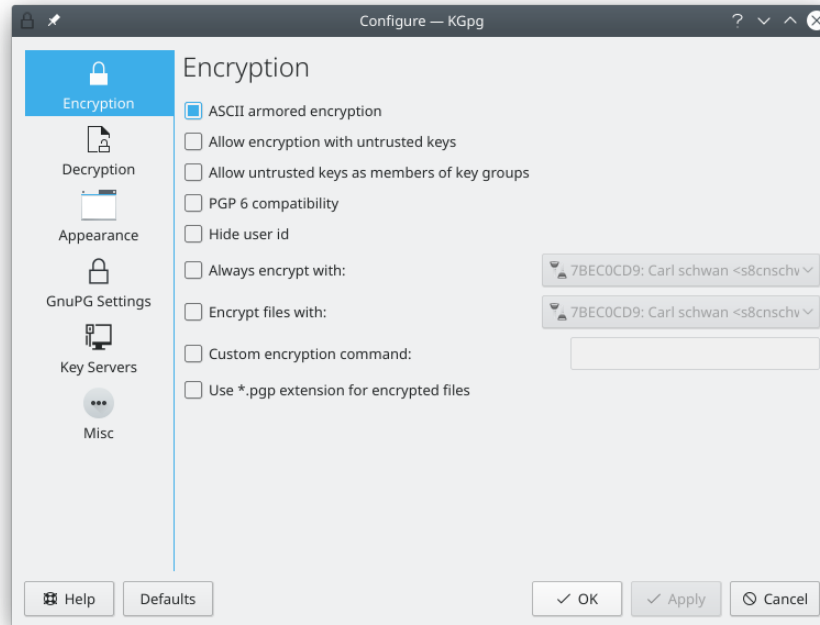 Configure — KGpg
Encryption
Decryption
Appearance
GnuPG Settings
Key Servers
Misc
Encryption
ASCII armored encryption
Allow encryption with untrusted keys
Allow untrusted keys as members of key groups
PGP 6 compatibility
Hide user id
Always encrypt with: 7BEC0CD9: Carl schwan <s8cnschw
Encrypt files with: 7BEC0CD9: Carl schwan <s8cnschw
Custom encryption command:
Use *.pgp extension for encrypted files
Help Defaults OK Apply Cancel